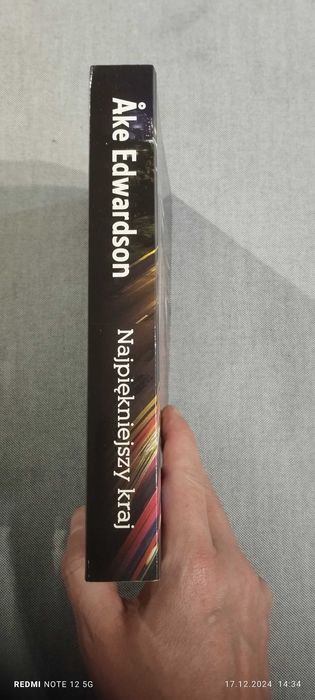 Åke Edwardson
Najpiękniejszy kraj
REDMI NOTE 12 5G
17.12.2024 14:34